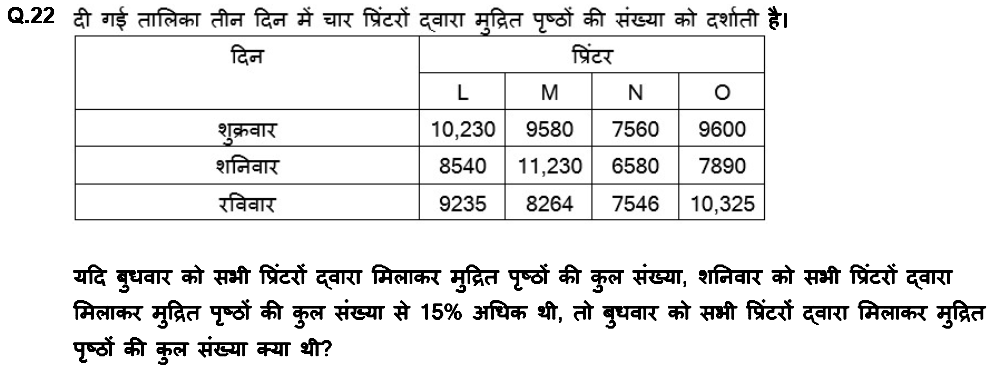 Q.22 दी गई तालिका तीन दिन में चार प्रिंटरों द्वारा मुद्रित पृष्ठों की संख्या को दर्शाती है।
दिन प्रिंटर
L M N O
शुक्रवार 10,230 9580 7560 9600
शनिवार 8540 11,230 6580 7890
रविवार 9235 8264 7546 10,325
यदि बुधवार को सभी प्रिंटरों द्वारा मिलाकर मुद्रित पृष्ठों की कुल संख्या, शनिवार को सभी प्रिंटरों द्वारा
मिलाकर मुद्रित पृष्ठों की कुल संख्या से 15% अधिक थी, तो बुधवार को सभी प्रिंटरों द्वारा मिलाकर मुद्रित
पृष्ठों की कुल संख्या क्या थी?